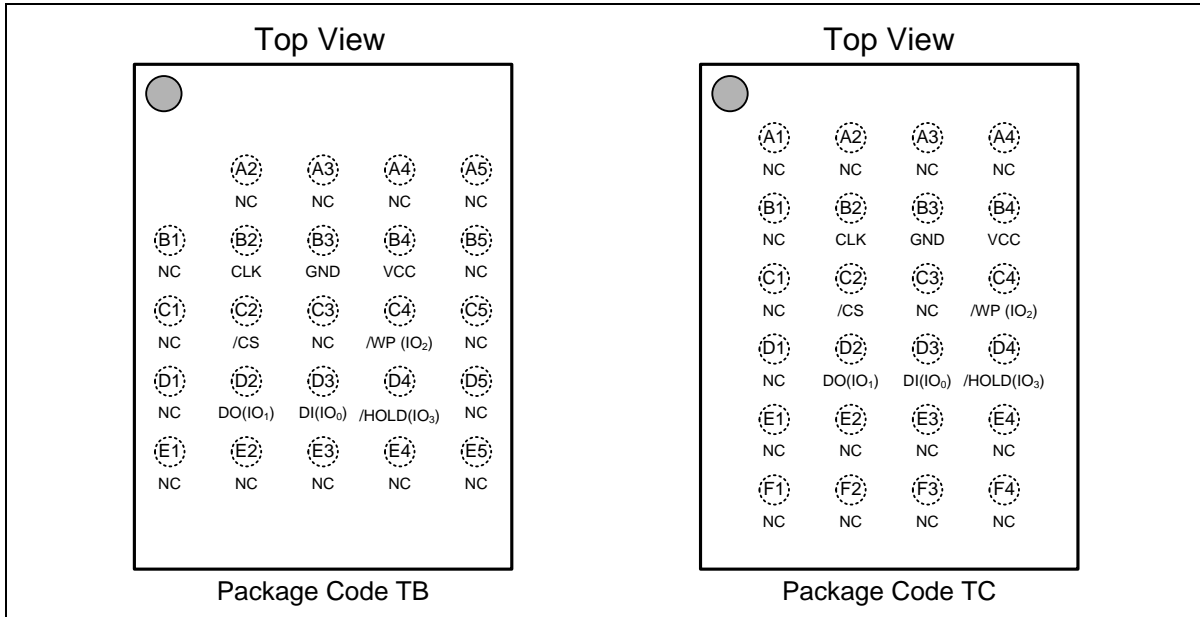 Top View
A2 A3 A4 A5
NC NC NC NC
B1 B2 B3 B4 B5
NC CLK GND VCC NC
C1 C2 C3 C4 C5
NC /CS NC /WP (IO₂) NC
D1 D2 D3 D4 D5
NC DO(IO₁) DI(IO₀) /HOLD(IO₃) NC
E1 E2 E3 E4 E5
NC NC NC NC NC
Package Code TB
Top View
A1 A2 A3 A4
NC NC NC NC
B1 B2 B3 B4
NC CLK GND VCC
C1 C2 C3 C4
NC /CS NC /WP (IO₂)
D1 D2 D3 D4
NC DO(IO₁) DI(IO₀) /HOLD(IO₃)
E1 E2 E3 E4
NC NC NC NC
F1 F2 F3 F4
NC NC NC NC
Package Code TC